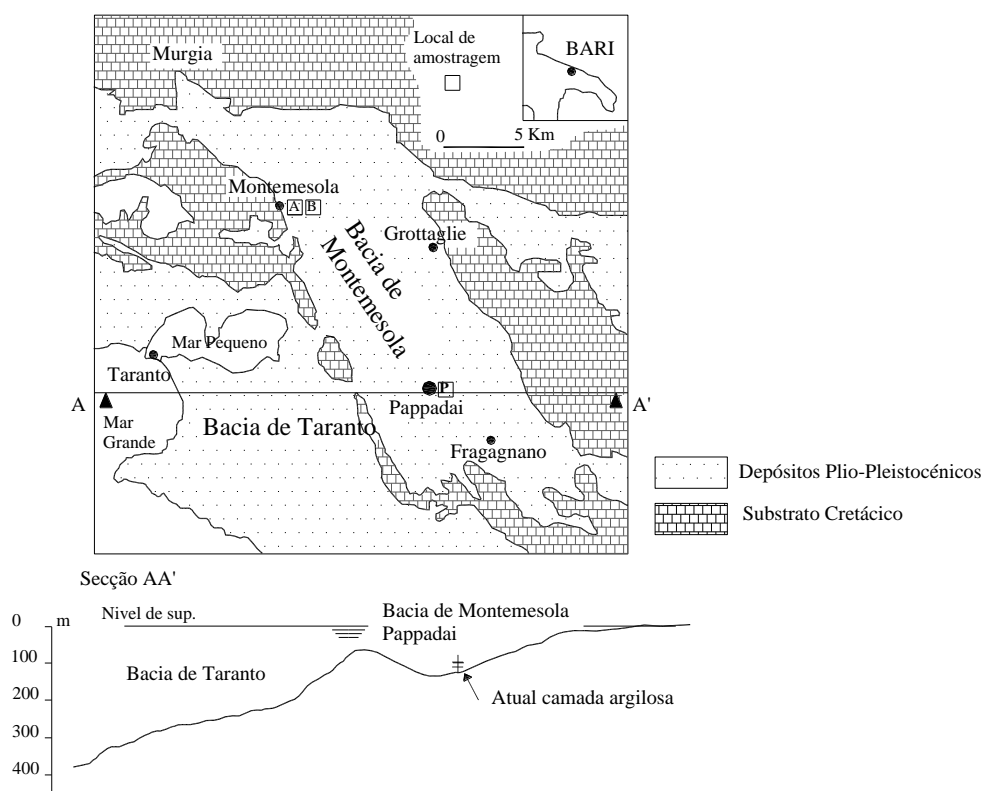 Murgia
Local de
amostragem
BARI
0 5 Km
Montemesola
A B
Grottaglie
Bacia de
Montemesola
Mar Pequeno
Taranto
P
Pappadai
A A'
Mar
Grande
Bacia de Taranto
Fragagnano
Depósitos Plio-Pleistocénicos
Substrato Cretácico
Secção AA'
0 m
Nivel de sup.
Bacia de Montemesola
Pappadai
100
Bacia de Taranto
Atual camada argilosa
200
300
400